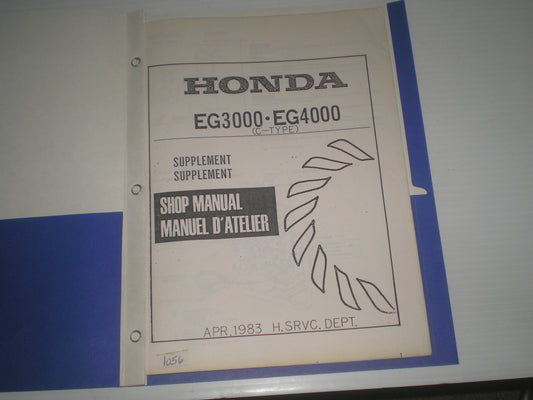 HONDA
EG3000·EG4000
(C-TYPE)
SUPPLEMENT
SUPPLEMENT
SHOP MANUAL
MANUEL D'ATELIER
APR.1983 H.SRVC. DEPT.
1056